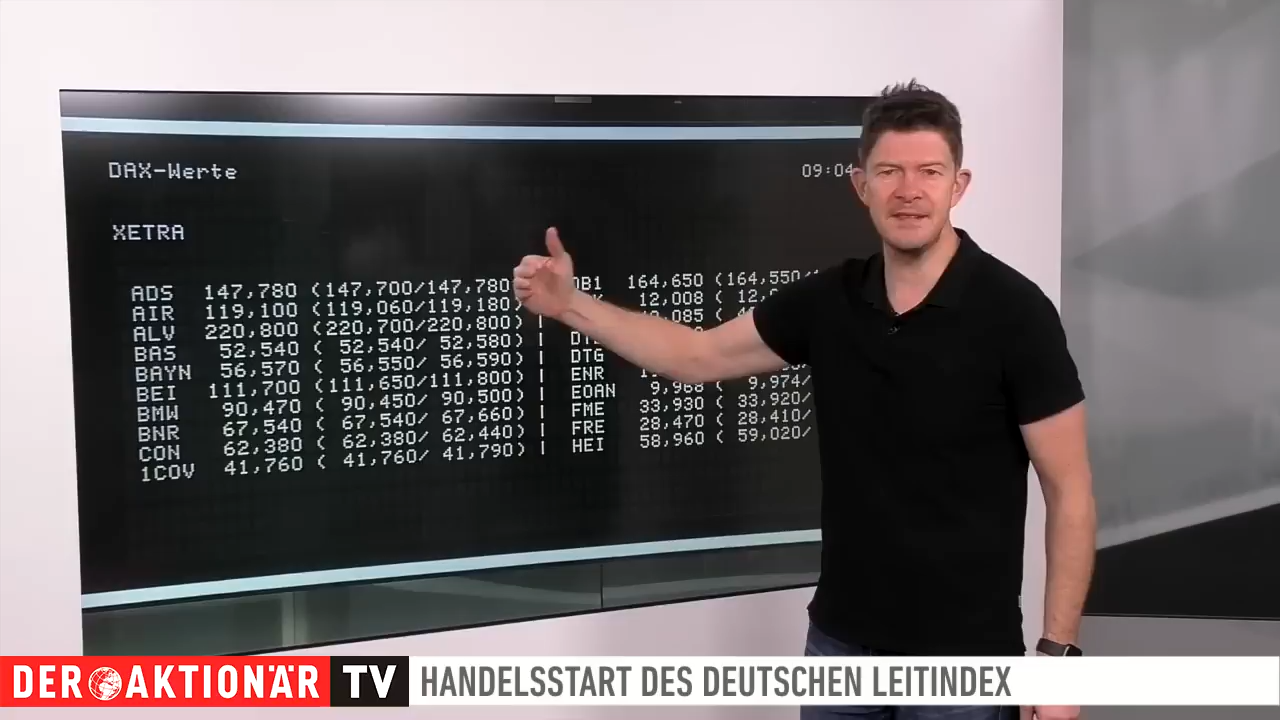 DAX-Werte 09:04
XETRA
ADS 147,780 (147,700/147,780
AIR 119,100 (119,060/119,180) |
ALV 220,800 (220,700/220,800) |
BAS 52,540 ( 52,540/ 52,580) |
BAYN 56,570 ( 56,550/ 56,590) |
BEI 111,700 (111,650/111,800) |
BMW 90,470 ( 90,450/ 90,500) |
BNR 67,540 ( 67,540/ 67,660) |
CON 62,380 ( 62,380/ 62,440) |
1COV 41,760 ( 41,760/ 41,790) |
DB1 164,650 (164,550/
12,008 ( 12,
,085 (
DTG
ENR
EOAN 9,968 ( 9,974/
FME 33,930 ( 33,920/
FRE 28,470 ( 28,410/
HEI 58,960 ( 59,020/
DER AKTIONÄR TV HANDELSSTART DES DEUTSCHEN LEITINDEX